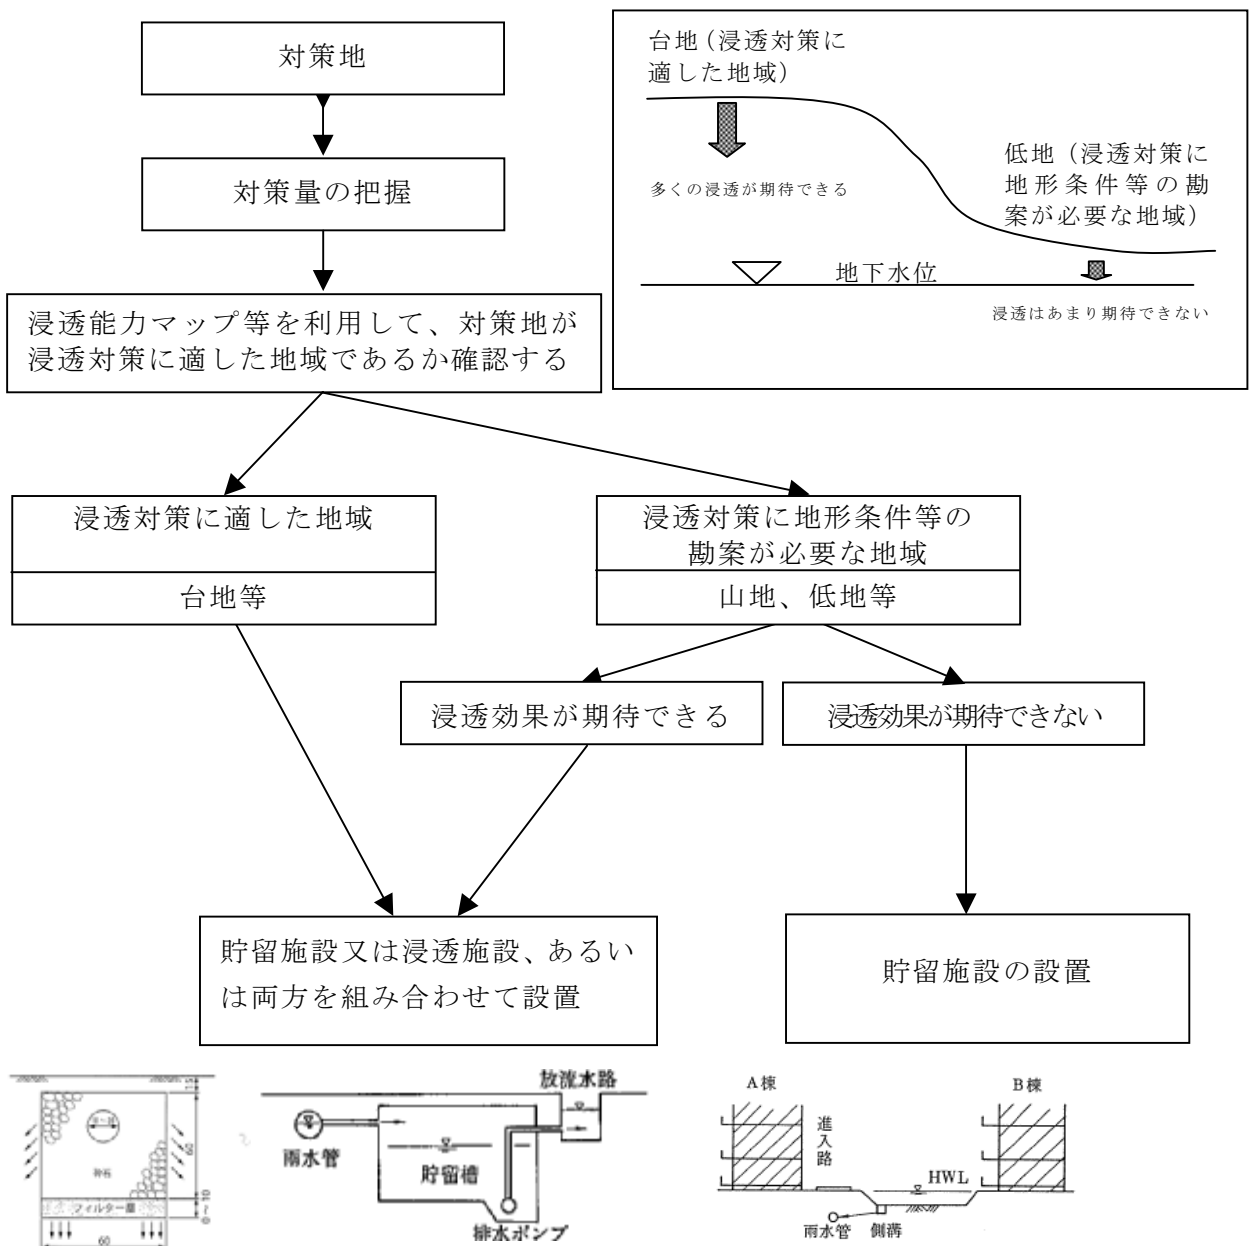 対策地
対策量の把握
浸透能力マップ等を利用して、対策地が
浸透対策に適した地域であるか確認する
台地（浸透対策に
適した地域）
多くの浸透が期待できる
低地（浸透対策に
地形条件等の勘
案が必要な地域）
地下水位
浸透はあまり期待できない
浸透対策に適した地域
台地等
浸透対策に地形条件等の
勘案が必要な地域
山地、低地等
浸透効果が期待できる
浸透効果が期待できない
貯留施設又は浸透施設、あるい
は両方を組み合わせて設置
貯留施設の設置
15
60
砕石
フィルター層
0～10
60
放流水路
雨水管
貯留槽
排水ポンプ
A棟
B棟
進入路
HWL
雨水管
側溝